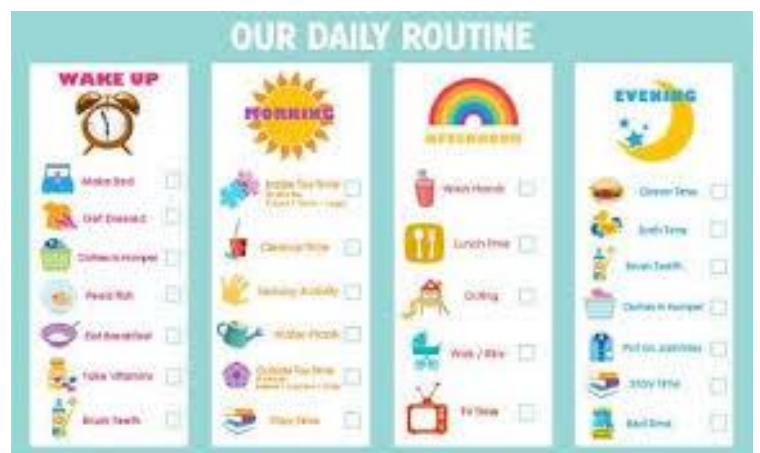 OUR DAILY ROUTINE
WAKE UP
Make Bed
Get Dressed
Clothes in Hamper
Feed Fish
Eat Breakfast
Take Vitamins
Brush Teeth
MORNING
Inside Toy Time
Cleanup Time
Sensory Activity
Water Plants
Outside Toy Time
Story Time
AFTERNOON
Wash Hands
Lunch Time
Outing
Walk / Bike
TV Time
EVENING
Dinner Time
Bath Time
Brush Teeth
Clothes in Hamper
Put on Jammies
Story Time
Bed Time